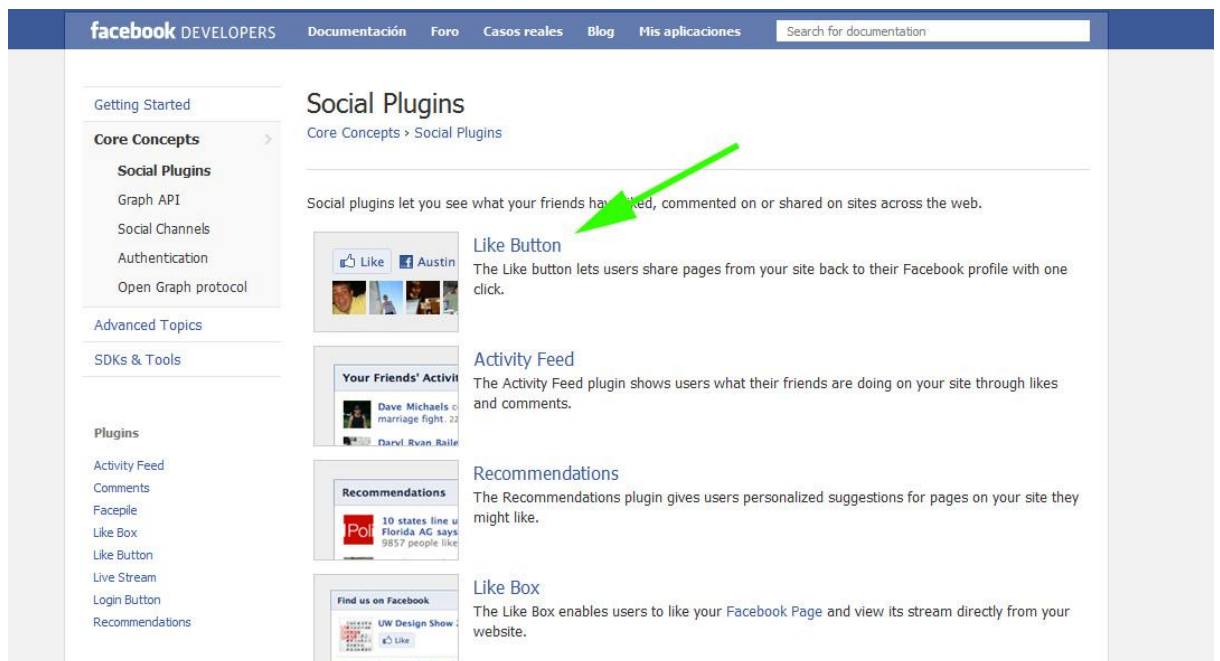 facebook DEVELOPERS Documentación Foro Casos reales Blog Mis aplicaciones Search for documentation
Getting Started
Core Concepts
Social Plugins
Graph API
Social Channels
Authentication
Open Graph protocol
Advanced Topics
SDKs & Tools
Plugins
Activity Feed
Comments
Facepile
Like Box
Like Button
Live Stream
Login Button
Recommendations
Social Plugins
Core Concepts › Social Plugins
Social plugins let you see what your friends have liked, commented on or shared on sites across the web.
Like Austin
Like Button
The Like button lets users share pages from your site back to their Facebook profile with one
click.
Your Friends' Activit
Dave Michaels c
marriage fight. 22
Daryl Ryan Baile
Activity Feed
The Activity Feed plugin shows users what their friends are doing on your site through likes
and comments.
Recommendations
Poli
10 states line u
Florida AG says
9857 people like
Recommendations
The Recommendations plugin gives users personalized suggestions for pages on your site they
might like.
Find us on Facebook
UW Design Show 2
Like
Like Box
The Like Box enables users to like your Facebook Page and view its stream directly from your
website.